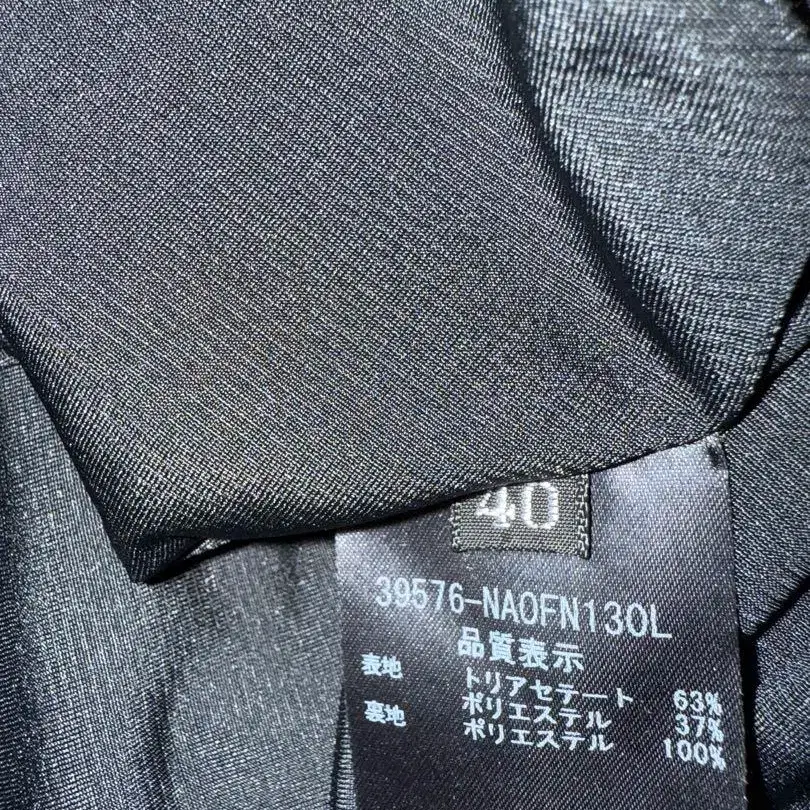 40
39576-NAOFN130L
品質表示
表地 トリアセテート 63%
ポリエステル 37%
裏地 ポリエステル 100%